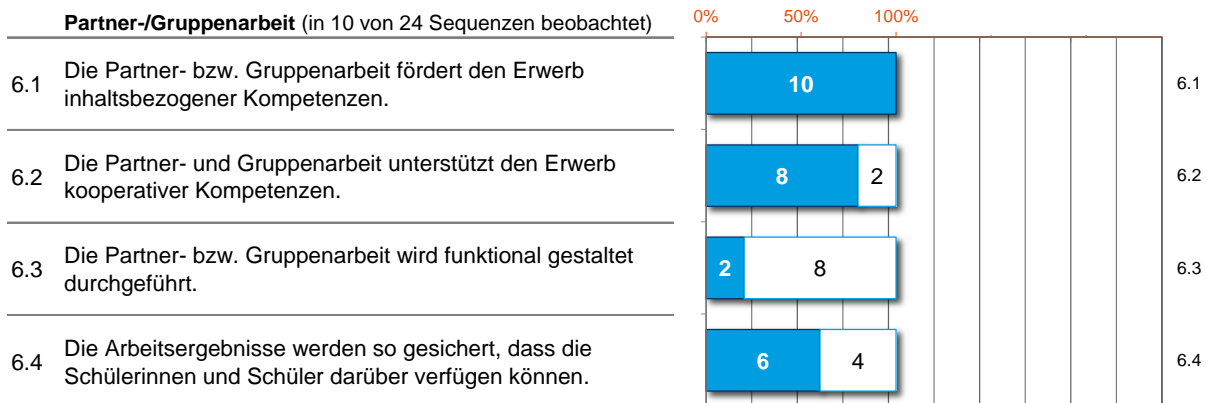 Partner-/Gruppenarbeit (in 10 von 24 Sequenzen beobachtet)
0% 50% 100%
6.1 Die Partner- bzw. Gruppenarbeit fördert den Erwerb
inhaltsbezogener Kompetenzen.
10
6.1
6.2 Die Partner- und Gruppenarbeit unterstützt den Erwerb
kooperativer Kompetenzen.
8 2
6.2
6.3 Die Partner- bzw. Gruppenarbeit wird funktional gestaltet
durchgeführt.
2 8
6.3
6.4 Die Arbeitsergebnisse werden so gesichert, dass die
Schülerinnen und Schüler darüber verfügen können.
6 4
6.4